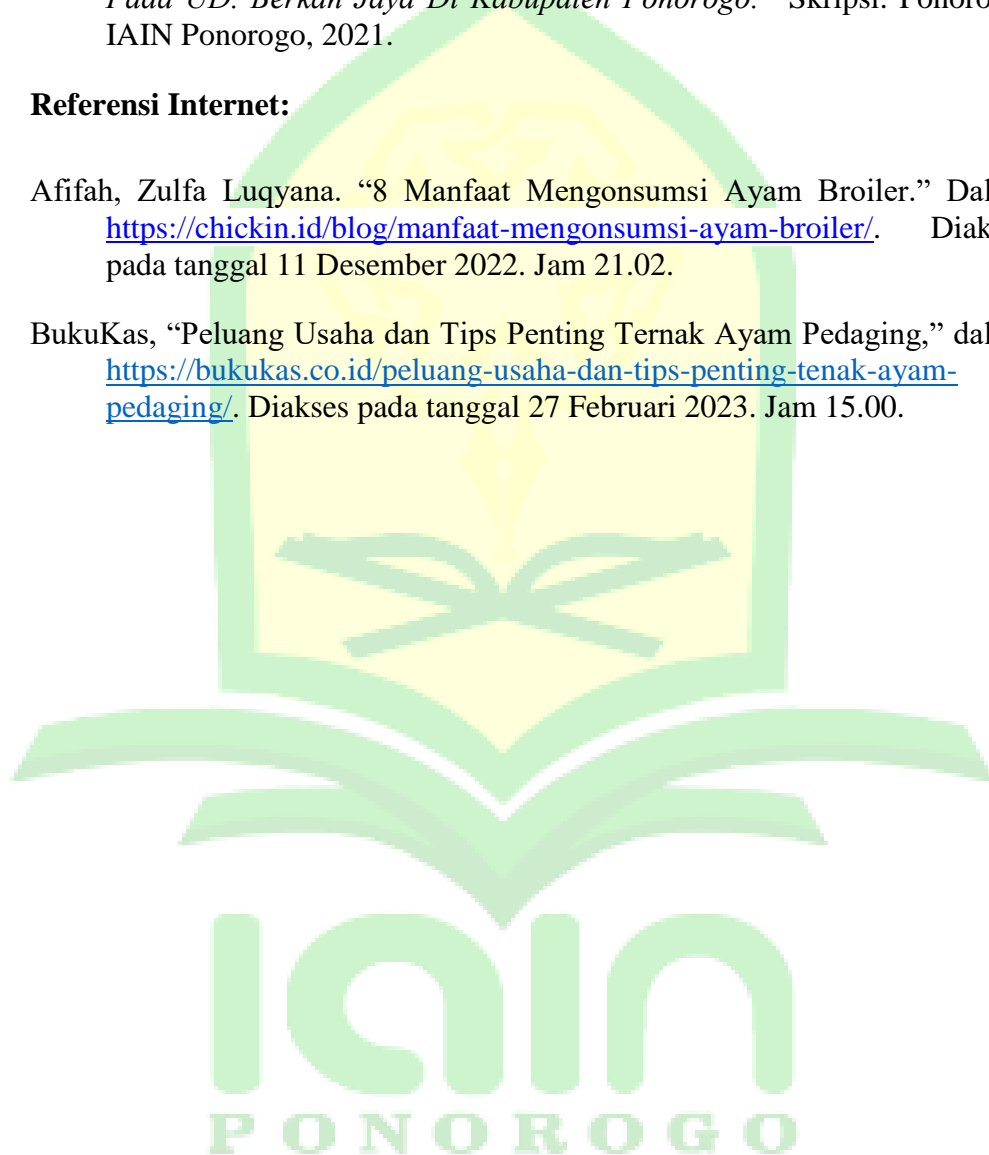 Pada UD. Berkah Jaya Di Kabupaten Ponorogo.” Skripsi. Ponoro
IAIN Ponorogo, 2021.
Referensi Internet:
Afifah, Zulfa Luqyana. “8 Manfaat Mengonsumsi Ayam Broiler.” Dal
https://chickin.id/blog/manfaat-mengonsumsi-ayam-broiler/. Diak
pada tanggal 11 Desember 2022. Jam 21.02.
BukuKas, “Peluang Usaha dan Tips Penting Ternak Ayam Pedaging,” dal
https://bukukas.co.id/peluang-usaha-dan-tips-penting-tenak-ayam-
pedaging/. Diakses pada tanggal 27 Februari 2023. Jam 15.00.
iain
PONOROGO